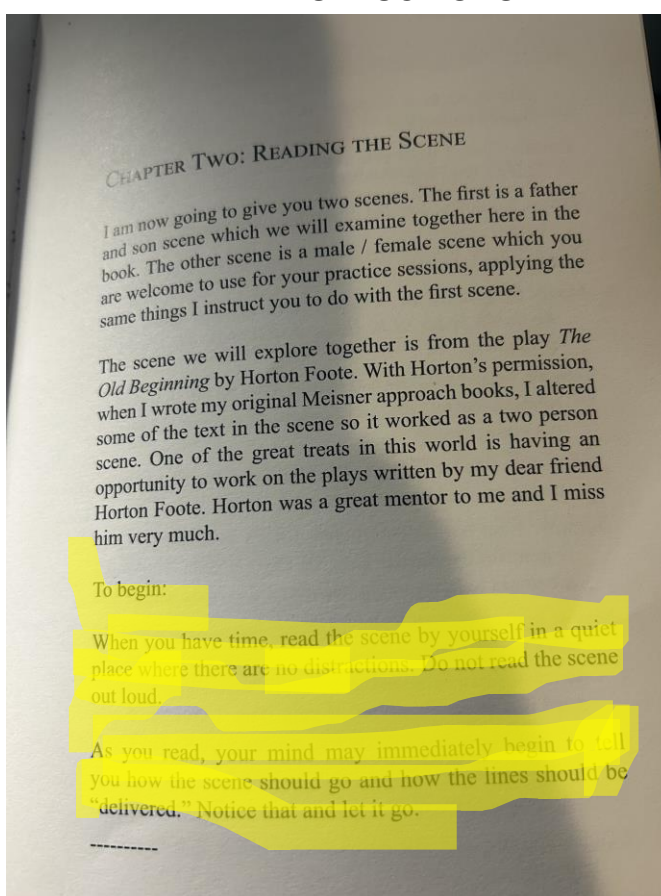 CHAPTER TWO: READING THE SCENE
I am now going to give you two scenes. The first is a father
and son scene which we will examine together here in the
book. The other scene is a male / female scene which you
are welcome to use for your practice sessions, applying the
same things I instruct you to do with the first scene.
The scene we will explore together is from the play The
Old Beginning by Horton Foote. With Horton's permission,
when I wrote my original Meisner approach books, I altered
some of the text in the scene so it worked as a two person
scene. One of the great treats in this world is having an
opportunity to work on the plays written by my dear friend
Horton Foote. Horton was a great mentor to me and I miss
him very much.
To begin:
When you have time, read the scene by yourself in a quiet
place where there are no distractions. Do not read the scene
out loud.
As you read, your mind may immediately begin to tell
you how the scene should go and how the lines should be
"delivered." Notice that and let it go.
----------